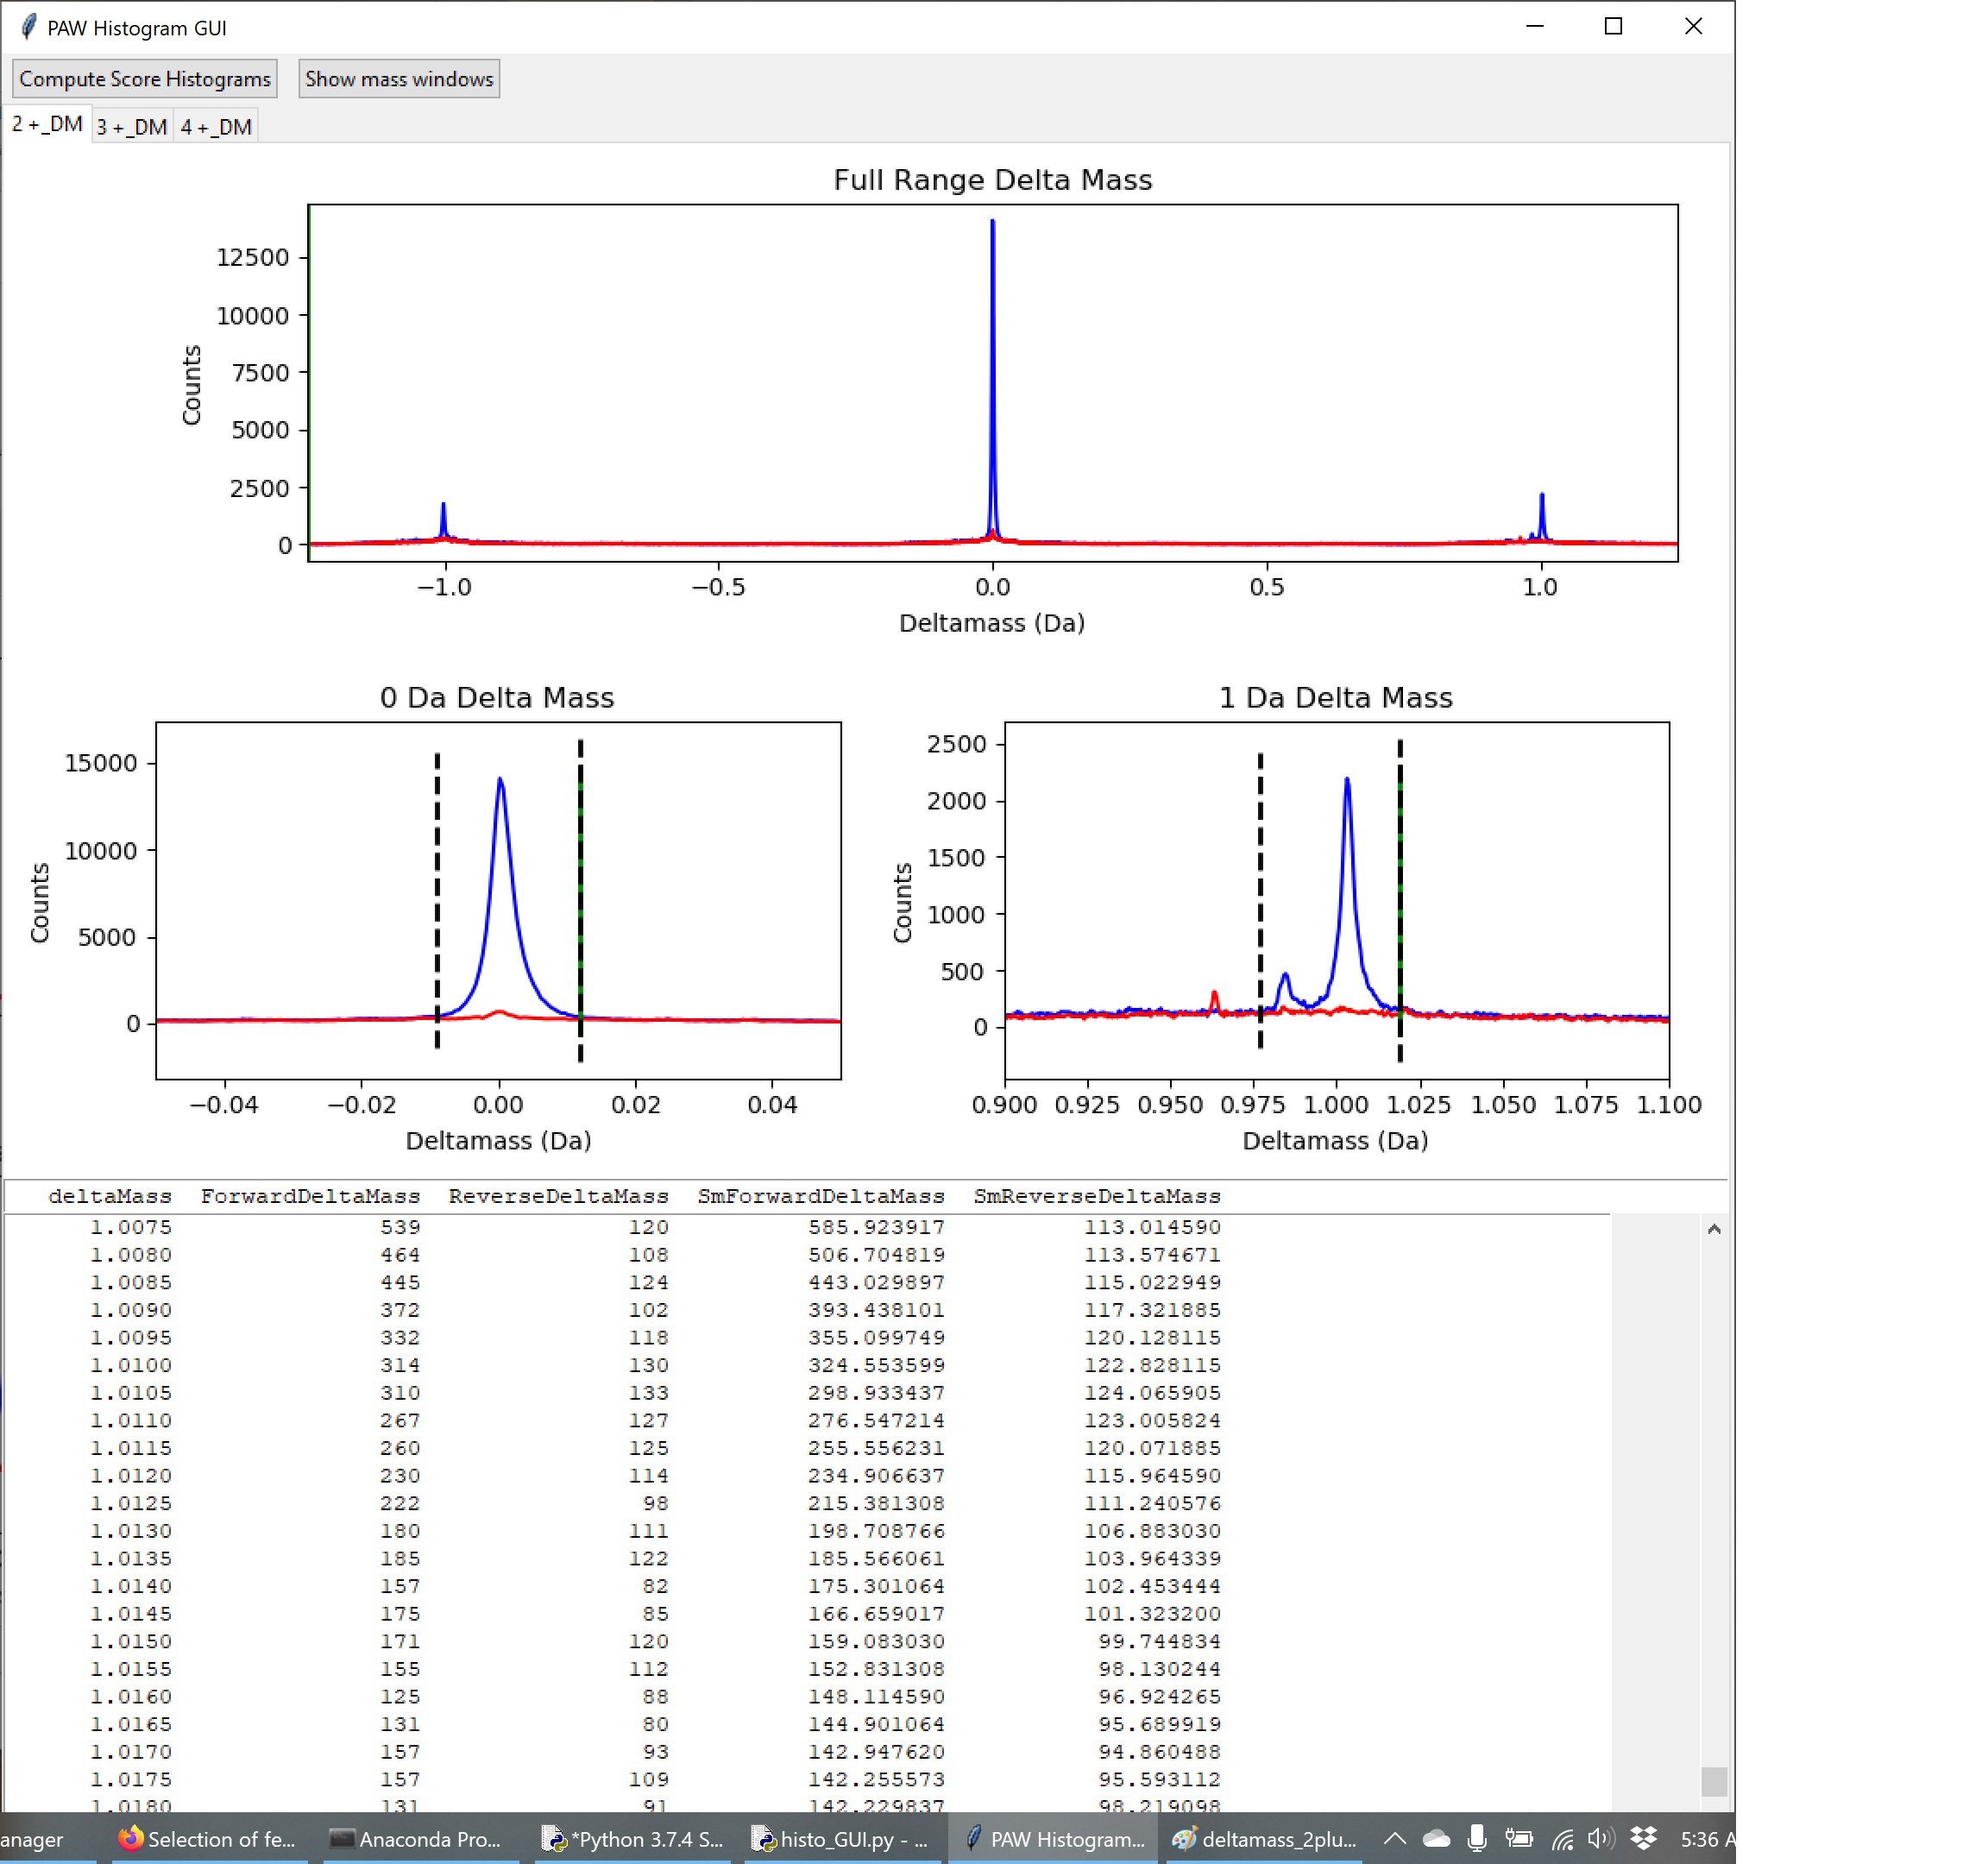 PAW Histogram GUI
Compute Score Histograms Show mass windows
2 +_DM 3 +_DM 4 +_DM
Full Range Delta Mass
12500
10000
7500
5000
2500
0
Counts
−1.0 −0.5 0.0 0.5 1.0
Deltamass (Da)
0 Da Delta Mass
15000
10000
5000
0
Counts
−0.04 −0.02 0.00 0.02 0.04
Deltamass (Da)
1 Da Delta Mass
2500
2000
1500
1000
500
0
Counts
0.900 0.925 0.950 0.975 1.000 1.025 1.050 1.075 1.100
Deltamass (Da)
deltaMass ForwardDeltaMass ReverseDeltaMass SmForwardDeltaMass SmReverseDeltaMass
1.0075 539 120 585.923917 113.014590
1.0080 464 108 506.704819 113.574671
1.0085 445 124 443.029897 115.022949
1.0090 372 102 393.438101 117.321885
1.0095 332 118 355.099749 120.128115
1.0100 314 130 324.553599 122.828115
1.0105 310 133 298.933437 124.065905
1.0110 267 127 276.547214 123.005824
1.0115 260 125 255.556231 120.071885
1.0120 230 114 234.906637 115.964590
1.0125 222 98 215.381308 111.240576
1.0130 180 111 198.708766 106.883030
1.0135 185 122 185.566061 103.964339
1.0140 157 82 175.301064 102.453444
1.0145 175 85 166.659017 101.323200
1.0150 171 120 159.083030 99.744834
1.0155 155 112 152.831308 98.130244
1.0160 125 88 148.114590 96.924265
1.0165 131 80 144.901064 95.689919
1.0170 157 93 142.947620 94.860488
1.0175 157 109 142.255573 95.593112
1.0180 131 91 142.229837 98.219098
anager Selection of fe... Anaconda Pro... *Python 3.7.4 S... histo_GUI.py - ... PAW Histogram... deltamass_2plu... 5:36 A